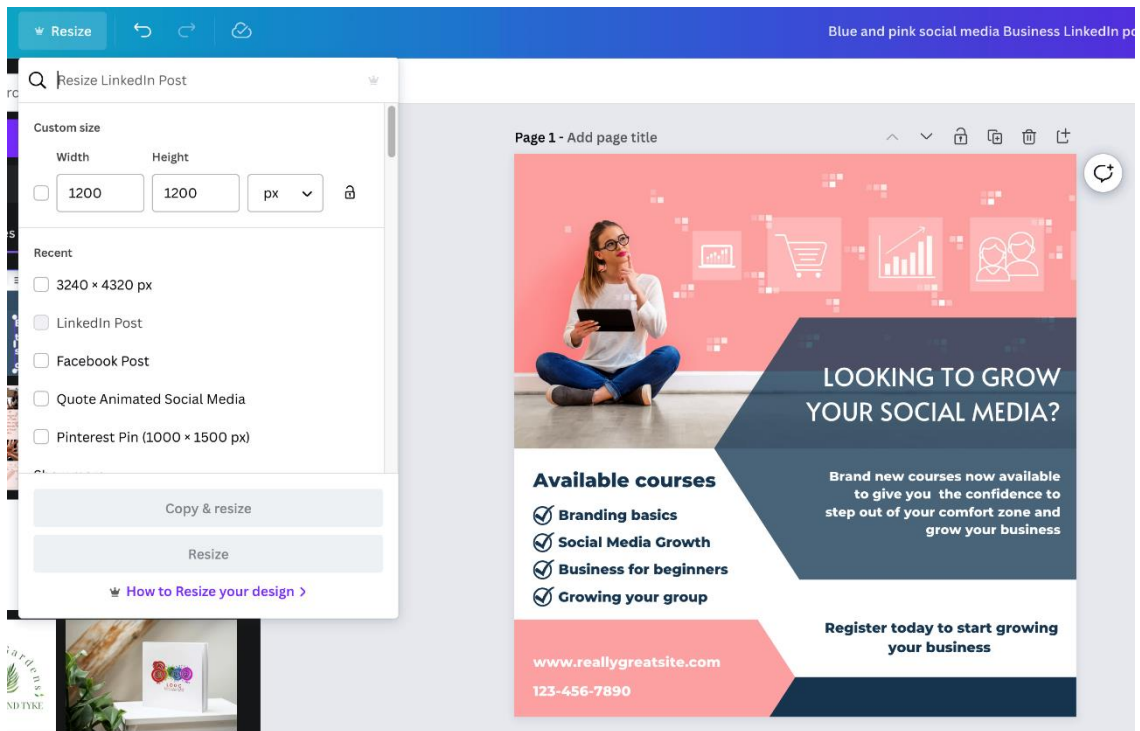 Resize
Blue and pink social media Business LinkedIn po
Resize LinkedIn Post
Custom size
Width Height
1200 1200 px
Recent
3240 × 4320 px
LinkedIn Post
Facebook Post
Quote Animated Social Media
Pinterest Pin (1000 × 1500 px)
Copy & resize
Resize
How to Resize your design >
Page 1 - Add page title
LOOKING TO GROW
YOUR SOCIAL MEDIA?
Brand new courses now available
to give you the confidence to
step out of your comfort zone and
grow your business
Available courses
Branding basics
Social Media Growth
Business for beginners
Growing your group
Register today to start growing
your business
www.reallygreatsite.com
123-456-7890
ardens
ND TYKE